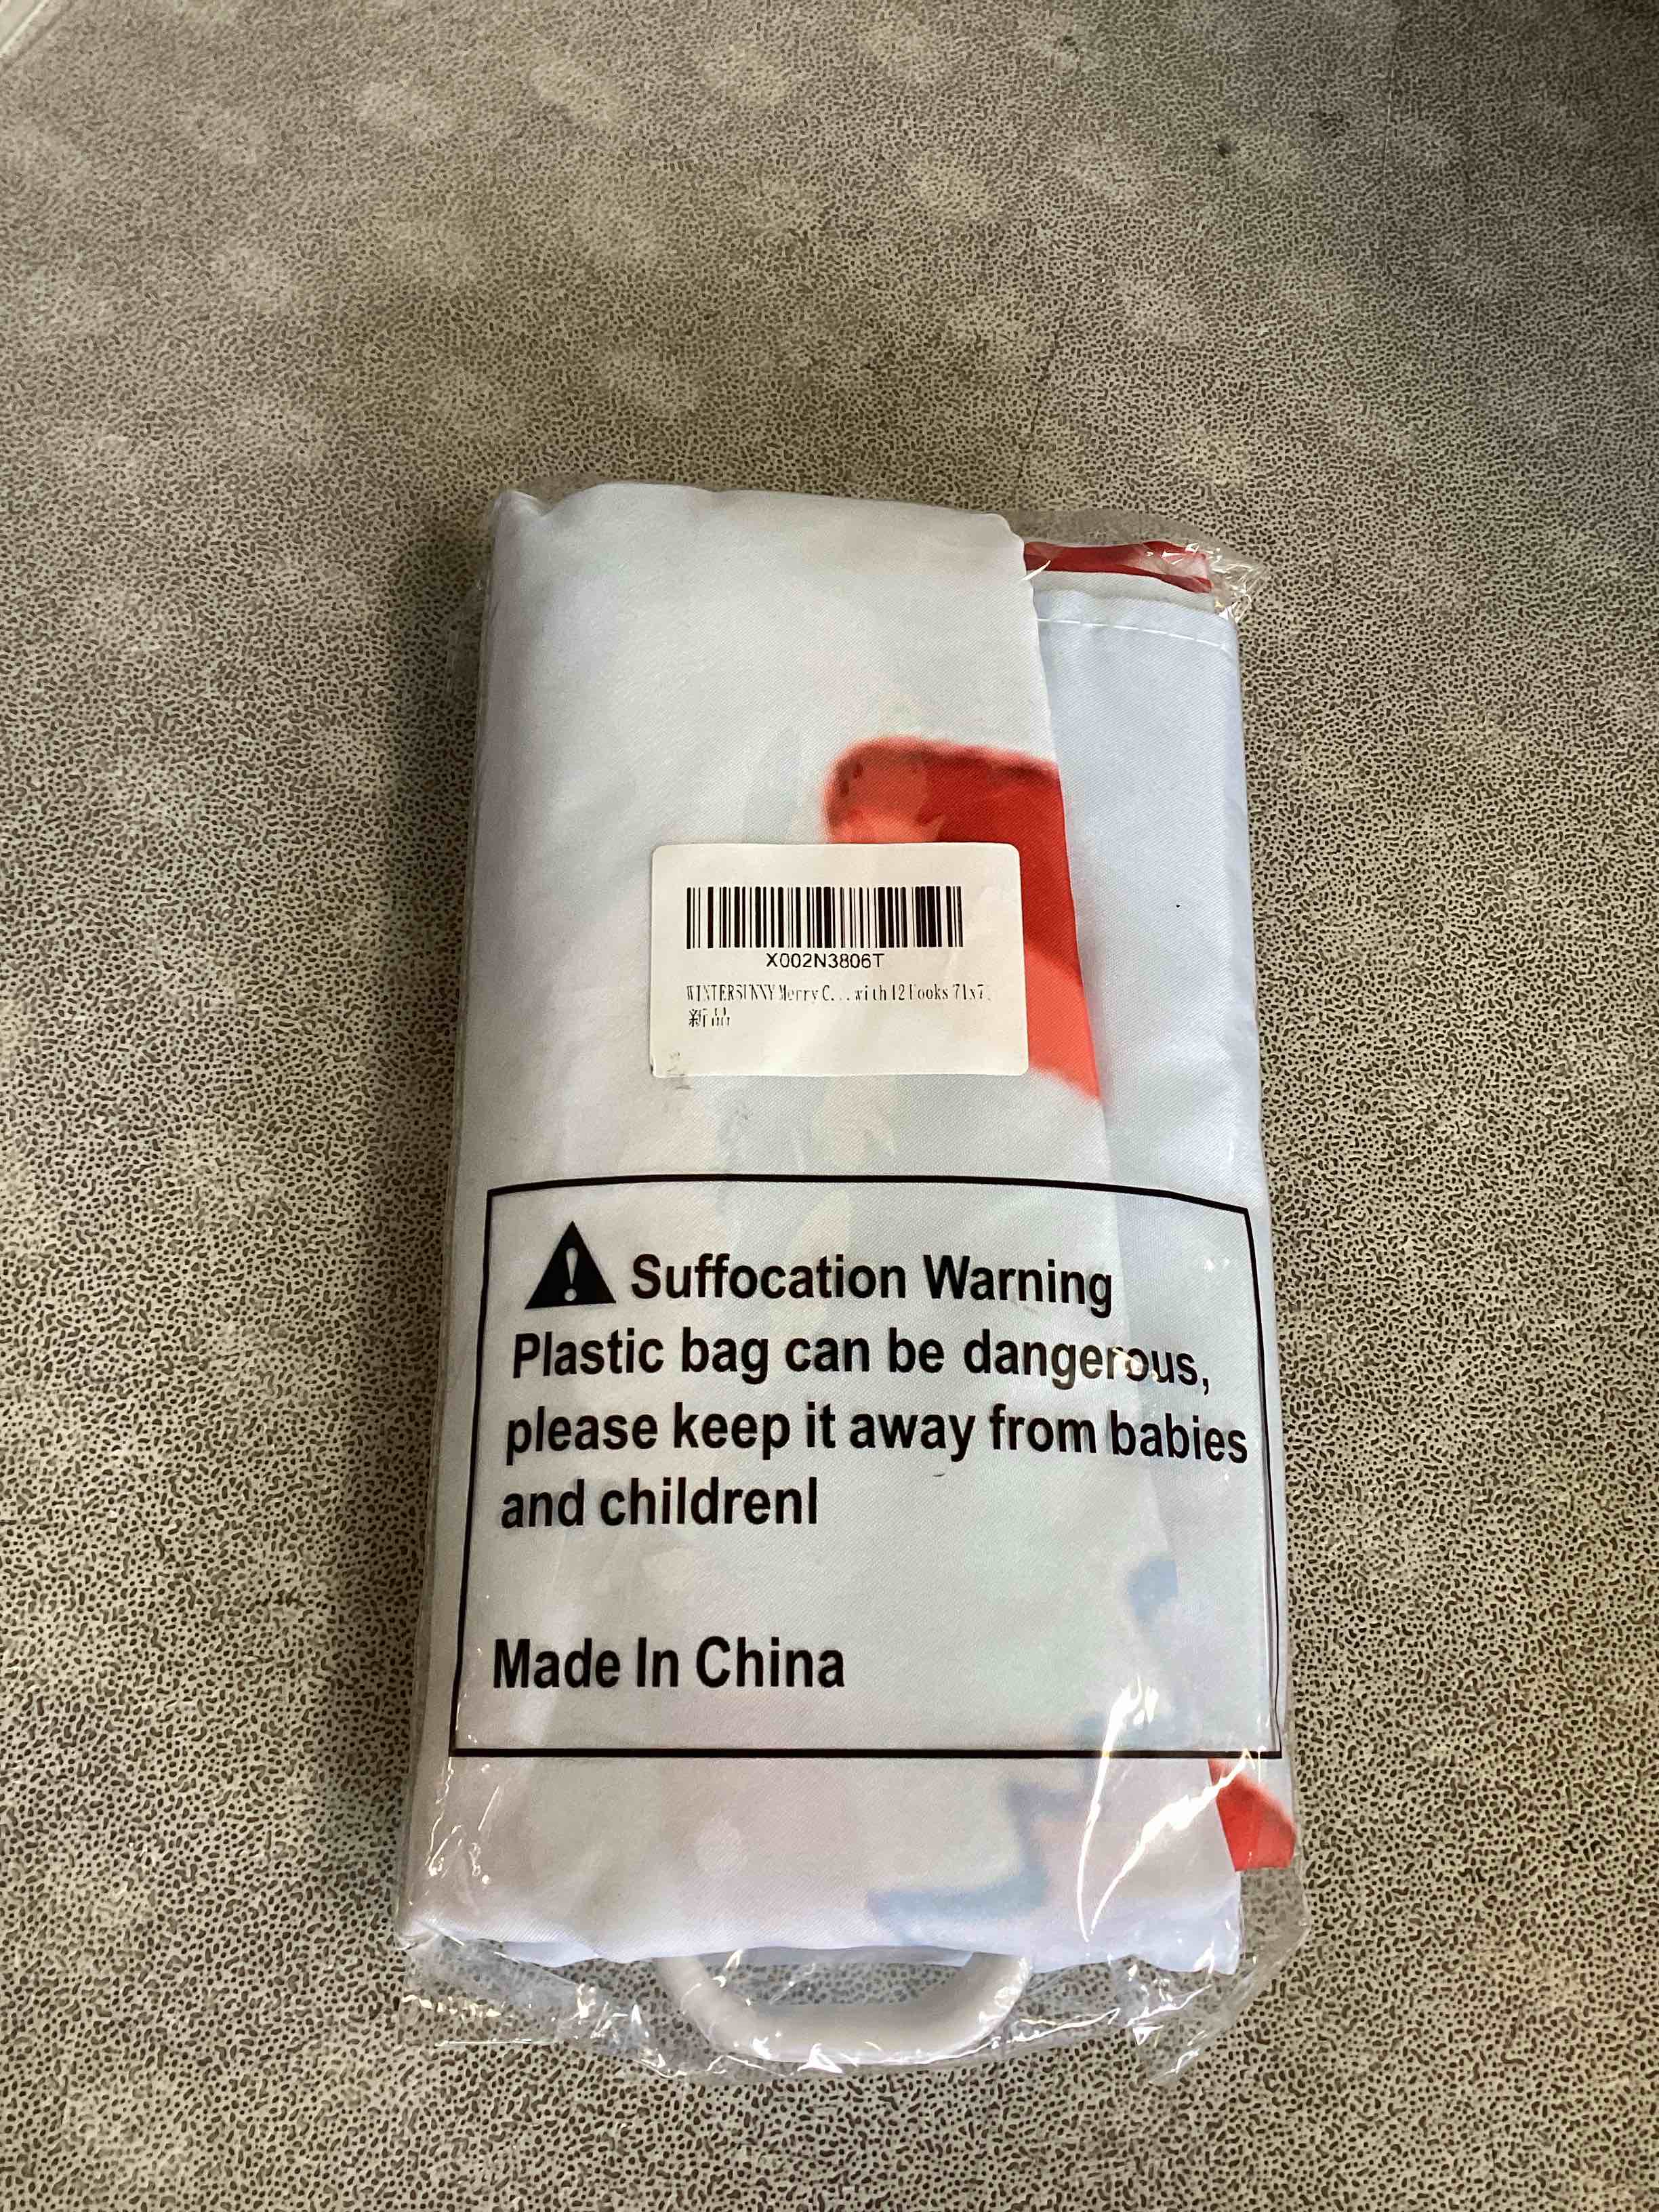 X002N3806T
WINTERSUNNY Merry C...with 12 Hooks 71x7
新品
Suffocation Warning
Plastic bag can be dangerous,
please keep it away from babies
and childrenl
Made In China